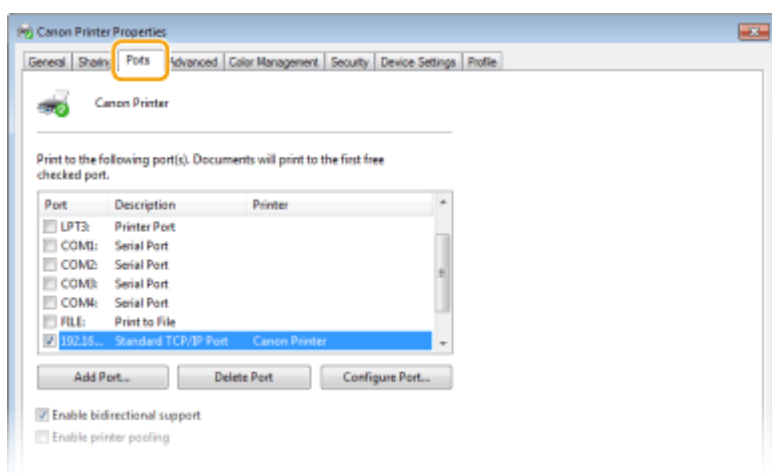 Canon Printer Properties
General Sharing Ports Advanced Color Management Security Device Settings Profile
Canon Printer
Print to the following port(s). Documents will print to the first free
checked port.
Port Description Printer
LPT3: Printer Port
COM1: Serial Port
COM2: Serial Port
COM3: Serial Port
COM4: Serial Port
FILE: Print to File
192.16... Standard TCP/IP Port Canon Printer
Add Port... Delete Port Configure Port...
Enable bidirectional support
Enable printer pooling